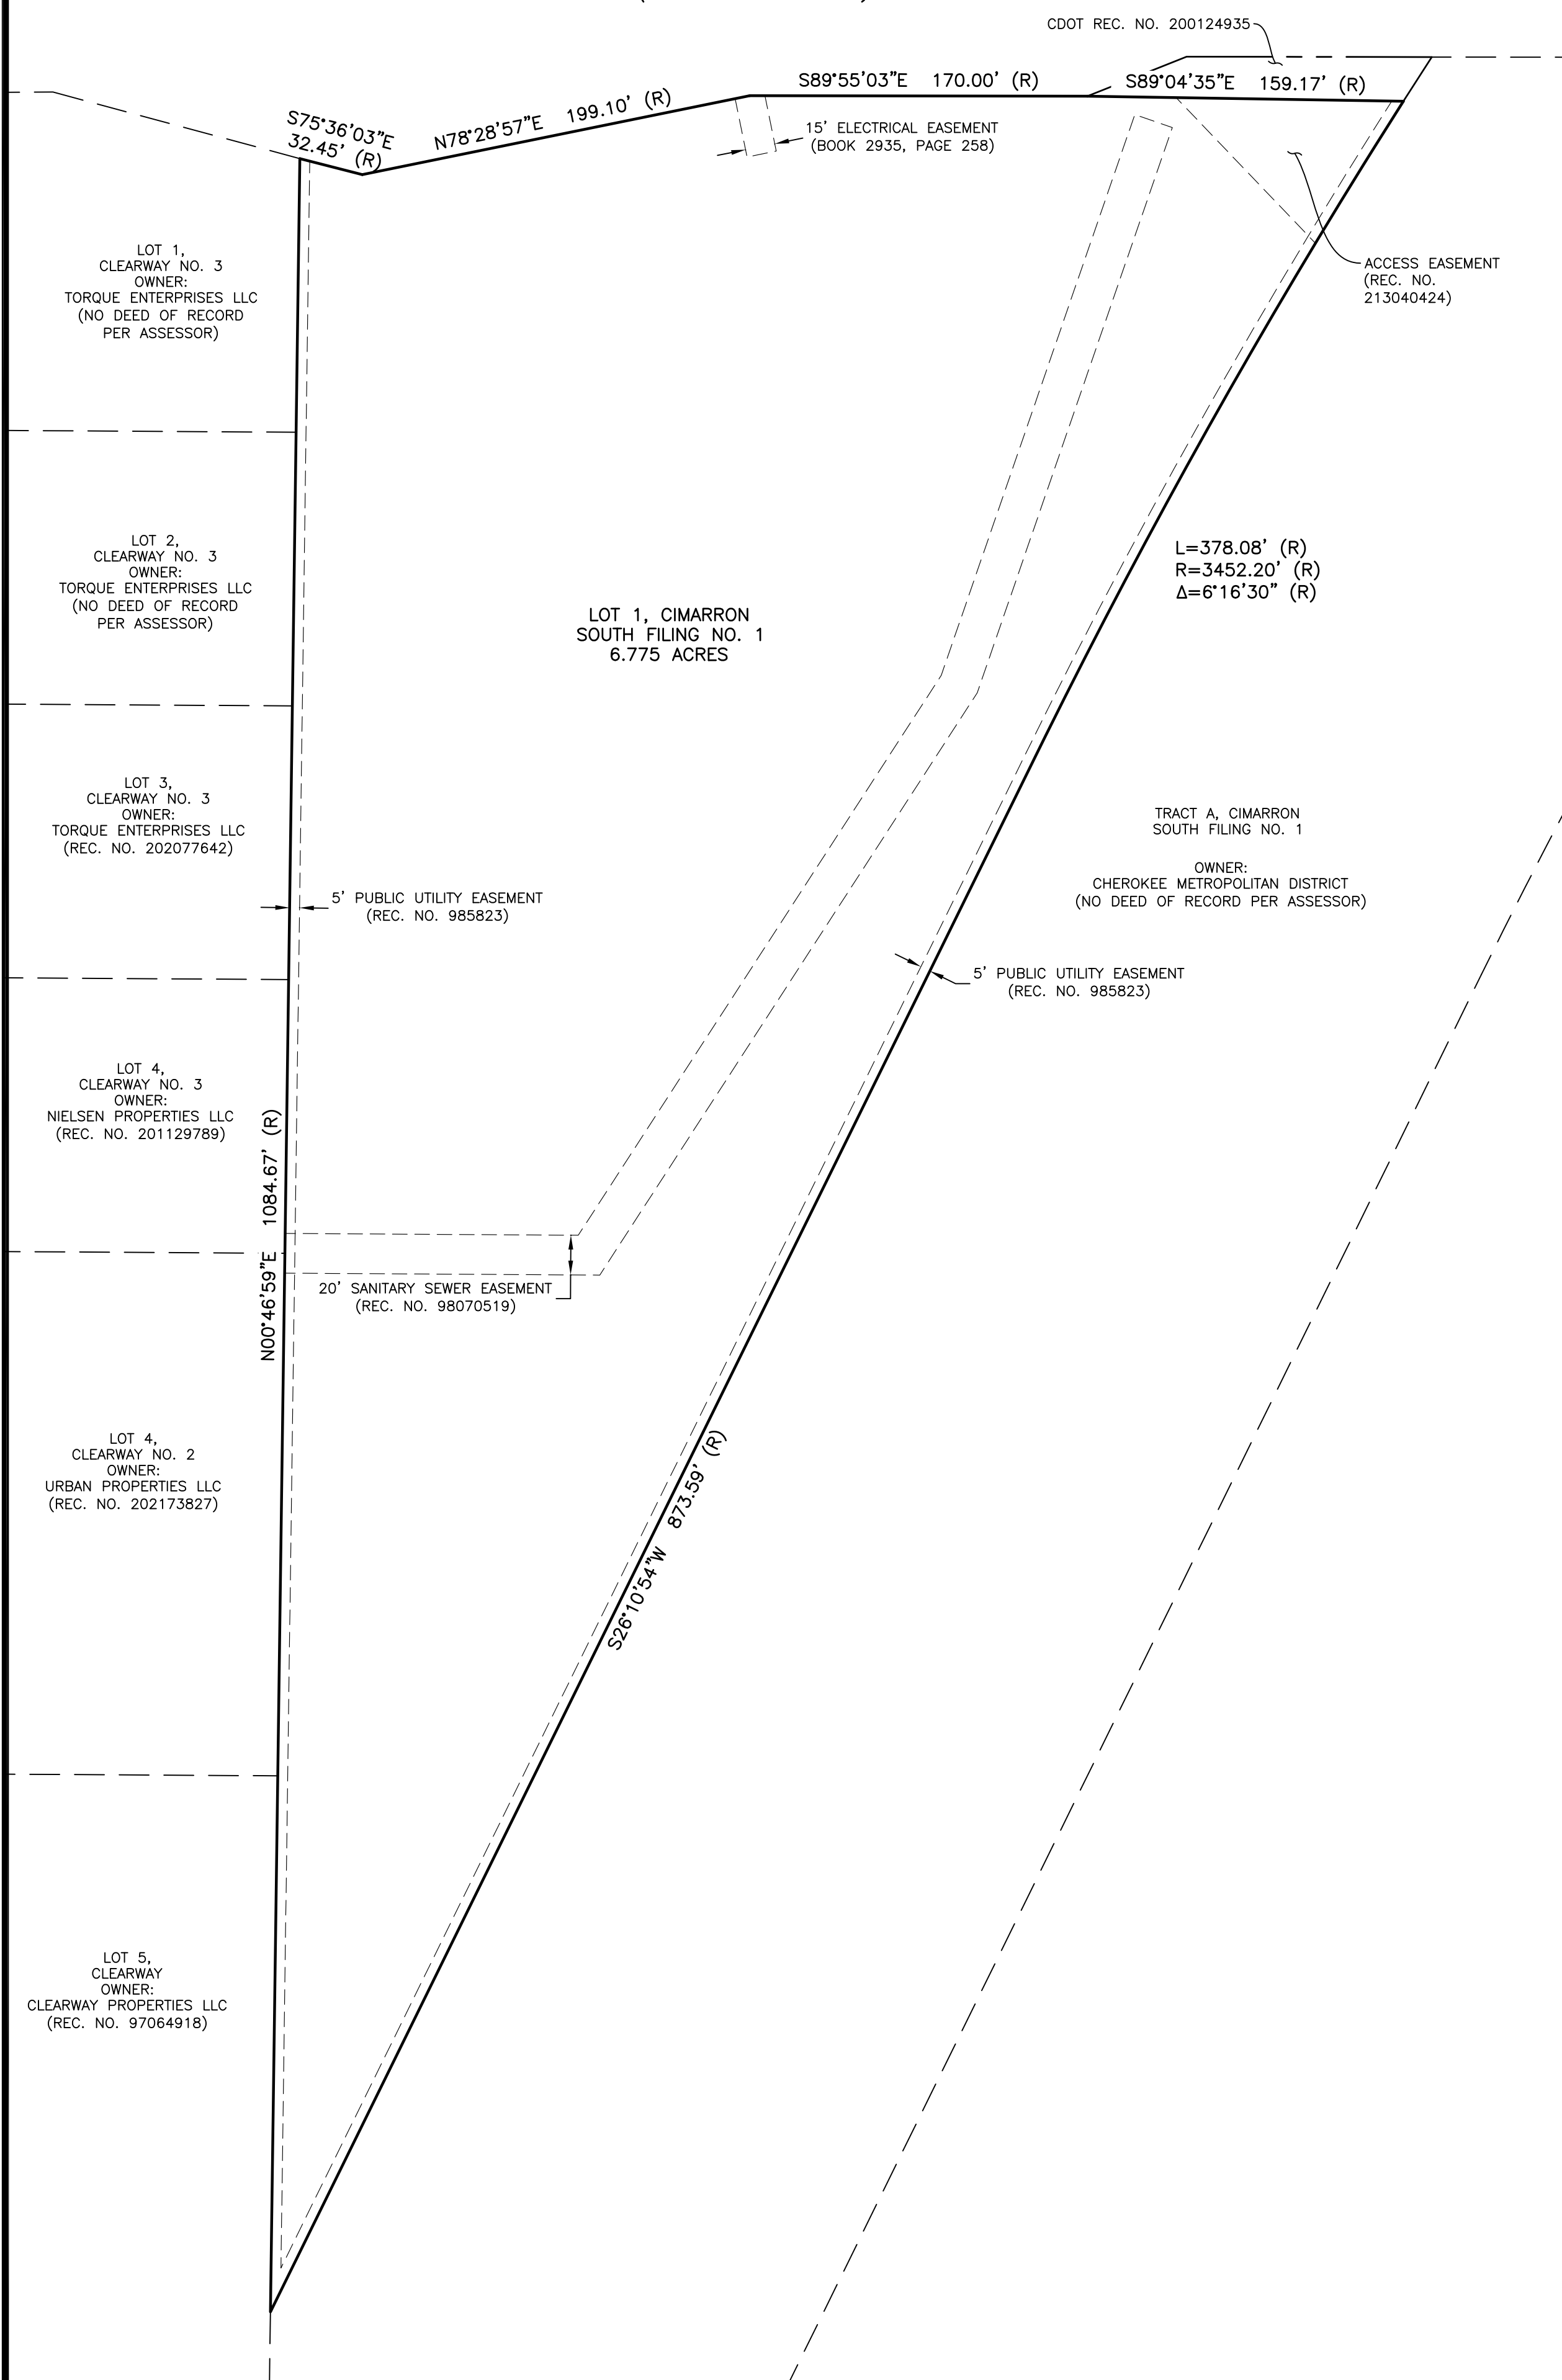 CDOT REC. NO. 200124935
S89°55'03"E 170.00' (R)
S89°04'35"E 159.17' (R)
S75°36'03"E
32.45' (R)
N78°28'57"E 199.10' (R)
15' ELECTRICAL EASEMENT
(BOOK 2935, PAGE 258)
LOT 1,
CLEARWAY NO. 3
OWNER:
TORQUE ENTERPRISES LLC
(NO DEED OF RECORD
PER ASSESSOR)
ACCESS EASEMENT
(REC. NO.
213040424)
LOT 2,
CLEARWAY NO. 3
OWNER:
TORQUE ENTERPRISES LLC
(NO DEED OF RECORD
PER ASSESSOR)
L=378.08' (R)
R=3452.20' (R)
Δ=6°16'30" (R)
LOT 1, CIMARRON
SOUTH FILING NO. 1
6.775 ACRES
LOT 3,
CLEARWAY NO. 3
OWNER:
TORQUE ENTERPRISES LLC
(REC. NO. 202077642)
TRACT A, CIMARRON
SOUTH FILING NO. 1
OWNER:
CHEROKEE METROPOLITAN DISTRICT
(NO DEED OF RECORD PER ASSESSOR)
5' PUBLIC UTILITY EASEMENT
(REC. NO. 985823)
5' PUBLIC UTILITY EASEMENT
(REC. NO. 985823)
LOT 4,
CLEARWAY NO. 3
OWNER:
NIELSEN PROPERTIES LLC
(REC. NO. 201129789)
N00°46'59"E 1084.67' (R)
20' SANITARY SEWER EASEMENT
(REC. NO. 98070519)
LOT 4,
CLEARWAY NO. 2
OWNER:
URBAN PROPERTIES LLC
(REC. NO. 202173827)
S26°10'54"W 873.59' (R)
LOT 5,
CLEARWAY
OWNER:
CLEARWAY PROPERTIES LLC
(REC. NO. 97064918)